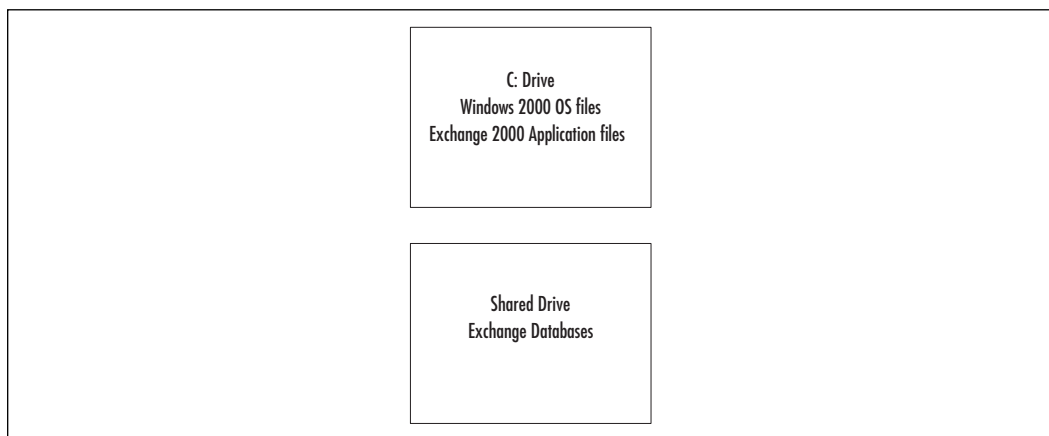 C: Drive
Windows 2000 OS files
Exchange 2000 Application files
Shared Drive
Exchange Databases